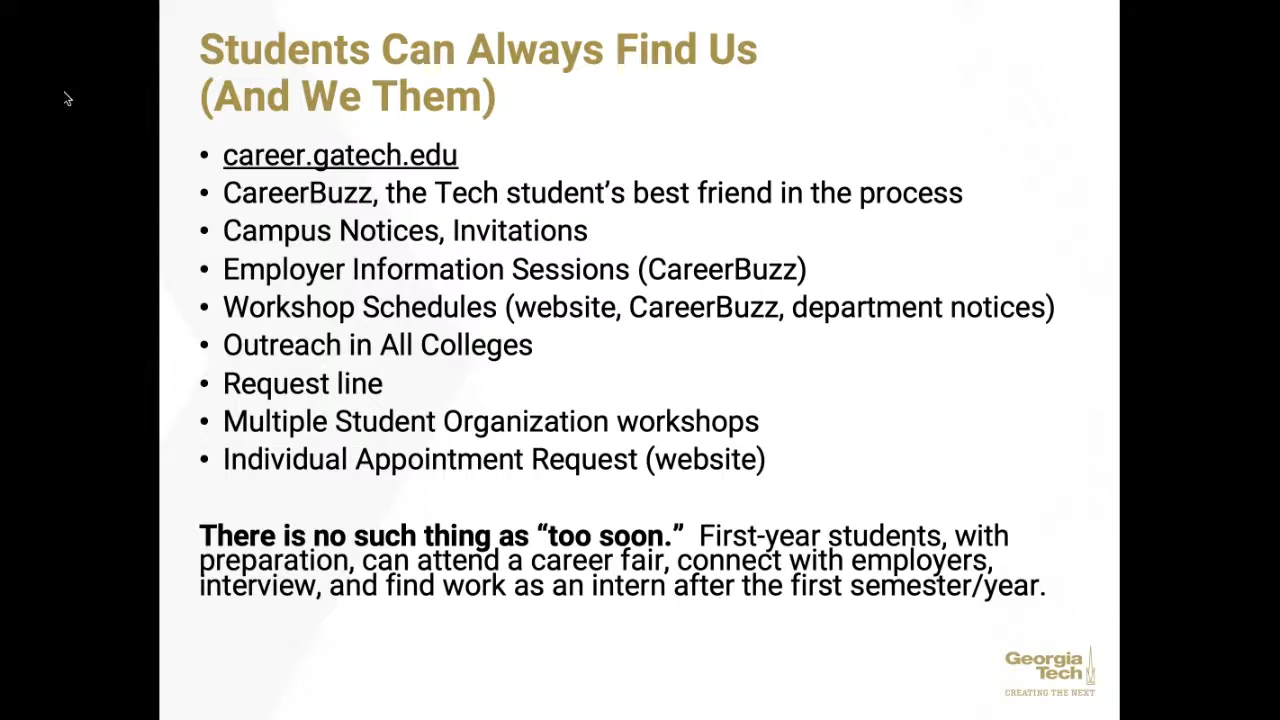 Students Can Always Find Us
(And We Them)
• career.gatech.edu
• CareerBuzz, the Tech student’s best friend in the process
• Campus Notices, Invitations
• Employer Information Sessions (CareerBuzz)
• Workshop Schedules (website, CareerBuzz, department notices)
• Outreach in All Colleges
• Request line
• Multiple Student Organization workshops
• Individual Appointment Request (website)
There is no such thing as “too soon.” First-year students, with
preparation, can attend a career fair, connect with employers,
interview, and find work as an intern after the first semester/year.
Georgia
Tech
CREATING THE NEXT